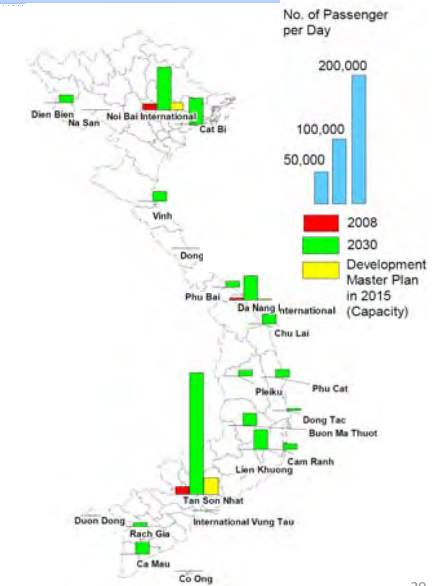 No. of Passenger
per Day
200,000
100,000
50,000
2008
2030
Development
Master Plan
in 2015
(Capacity)
Dien Bien
Na San
Noi Bai International
Cat Bi
Vinh
Dong
Phu Bai
Da Nang International
Chu Lai
Pleiku
Phu Cat
Dong Tac
Buon Ma Thuot
Cam Ranh
Lien Khuong
Tan Son Nhat
International Vung Tau
Duon Dong
Rach Gia
Ca Mau
Co Ong